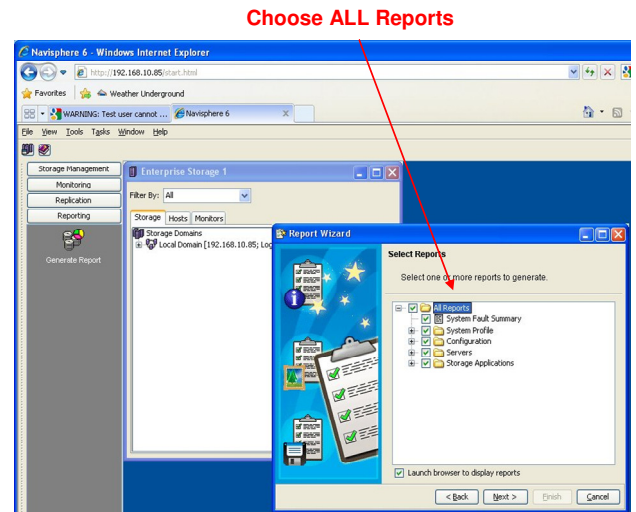 Choose ALL Reports
Navisphere 6 - Windows Internet Explorer
http://192.168.10.85/start.html
Favorites Weather Underground
WARNING: Test user cannot ... Navisphere 6 X
File View Tools Tasks Window Help
Storage Management
Monitoring
Replication
Reporting
Generate Report
Enterprise Storage 1
Filter By: All
Storage Hosts Monitors
Storage Domains
Local Domain [192.168.10.85; Log
Report Wizard
Select Reports
Select one or more reports to generate.
All Reports
System Fault Summary
System Profile
Configuration
Servers
Storage Applications
Launch browser to display reports
< Back Next > Finish Cancel